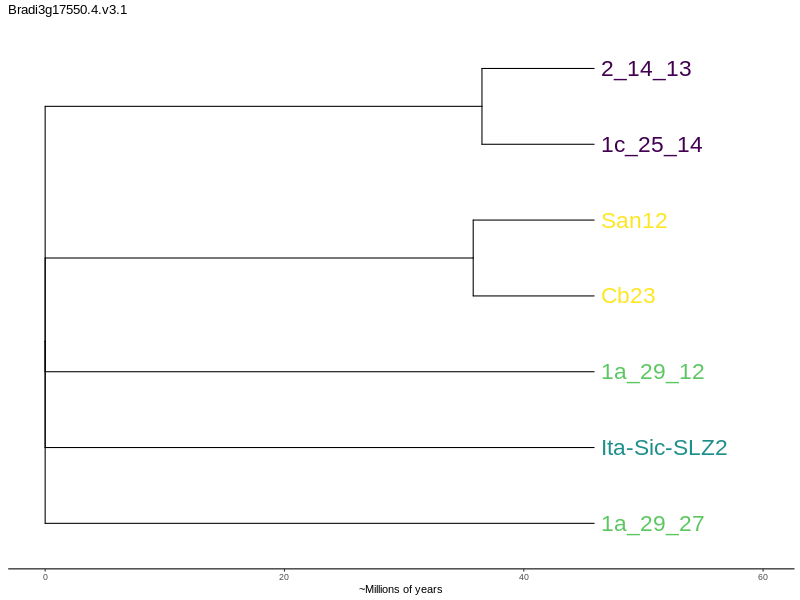 Bradi3g17550.4.v3.1
2_14_13
1c_25_14
San12
Cb23
1a_29_12
Ita-Sic-SLZ2
1a_29_27
0 20 40 60
~Millions of years